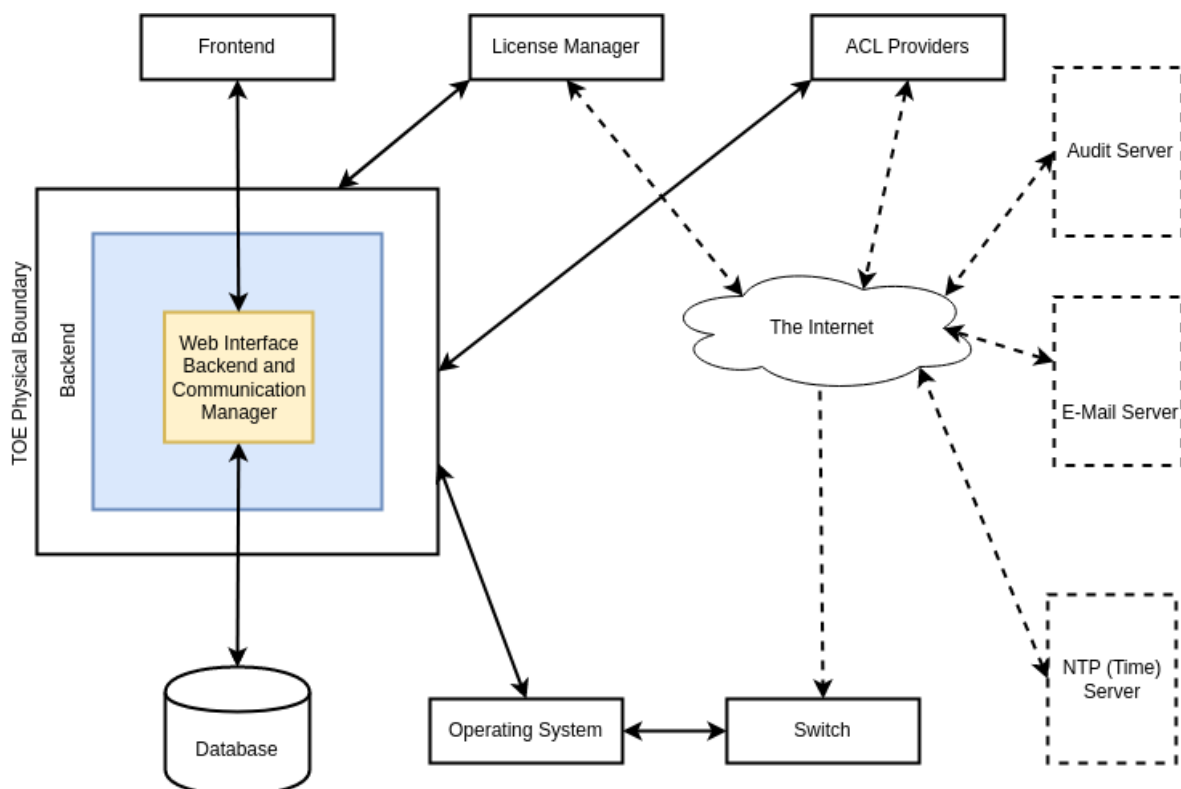 Frontend
License Manager
ACL Providers
Audit Server
TOE Physical Boundary
Backend
Web Interface
Backend and
Communication
Manager
The Internet
E-Mail Server
NTP (Time)
Server
Operating System
Switch
Database